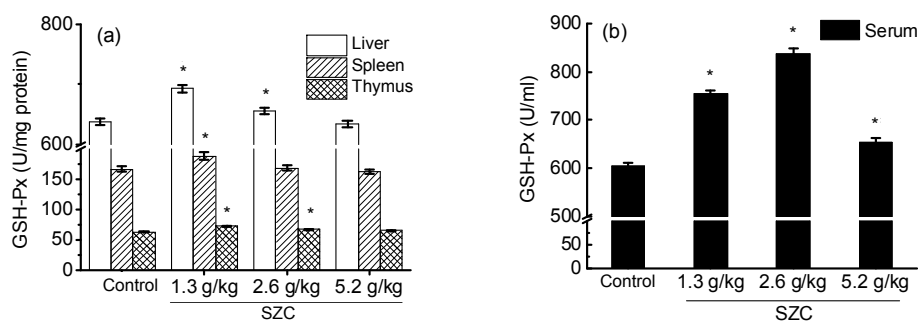 (a)
Liver
Spleen
Thymus
GSH-Px (U/mg protein)
800
600
150
100
50
0
*
*
*
*
*
Control
1.3 g/kg 2.6 g/kg 5.2 g/kg
SZC
(b)
Serum
GSH-Px (U/ml)
900
800
700
600
500
50
0
*
*
*
Control
1.3 g/kg 2.6 g/kg 5.2 g/kg
SZC